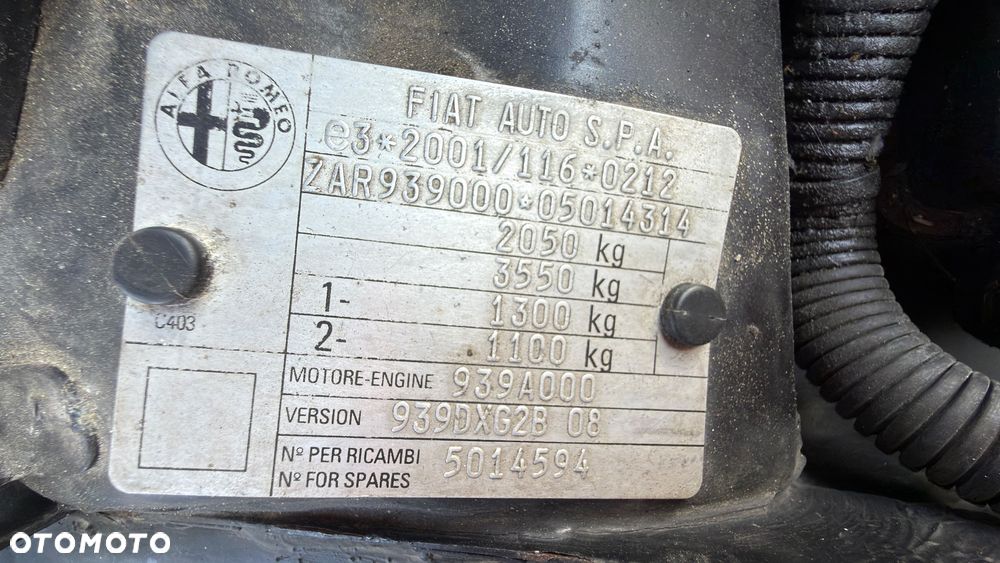 ALFA ROMEO
FIAT AUTO S.P.A.
e3*2001/116*0212
ZAR939000*05014314
2050 kg
3550 kg
1- 1300 kg
2- 1100 kg
C403
MOTORE-ENGINE 939A000
VERSION 939DXG2B 08
Nº PER RICAMBI 5014594
Nº FOR SPARES
OTOMOTO